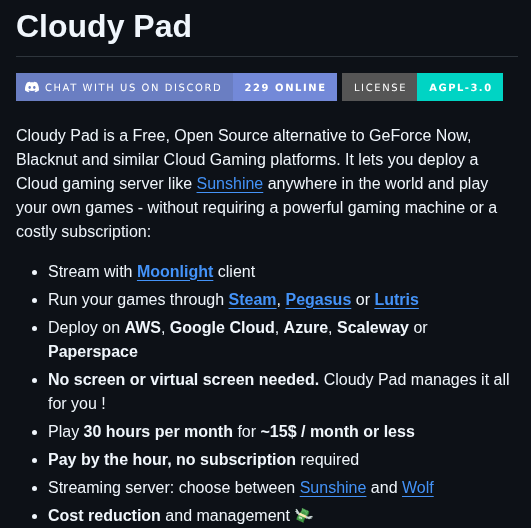 Cloudy Pad
CHAT WITH US ON DISCORD 229 ONLINE LICENSE AGPL-3.0
Cloudy Pad is a Free, Open Source alternative to GeForce Now,
Blacknut and similar Cloud Gaming platforms. It lets you deploy a
Cloud gaming server like Sunshine anywhere in the world and play
your own games - without requiring a powerful gaming machine or a
costly subscription:
• Stream with Moonlight client
• Run your games through Steam, Pegasus or Lutris
• Deploy on AWS, Google Cloud, Azure, Scaleway or
Paperspace
• No screen or virtual screen needed. Cloudy Pad manages it all
for you !
• Play 30 hours per month for ~15$ / month or less
• Pay by the hour, no subscription required
• Streaming server: choose between Sunshine and Wolf
• Cost reduction and management 💸